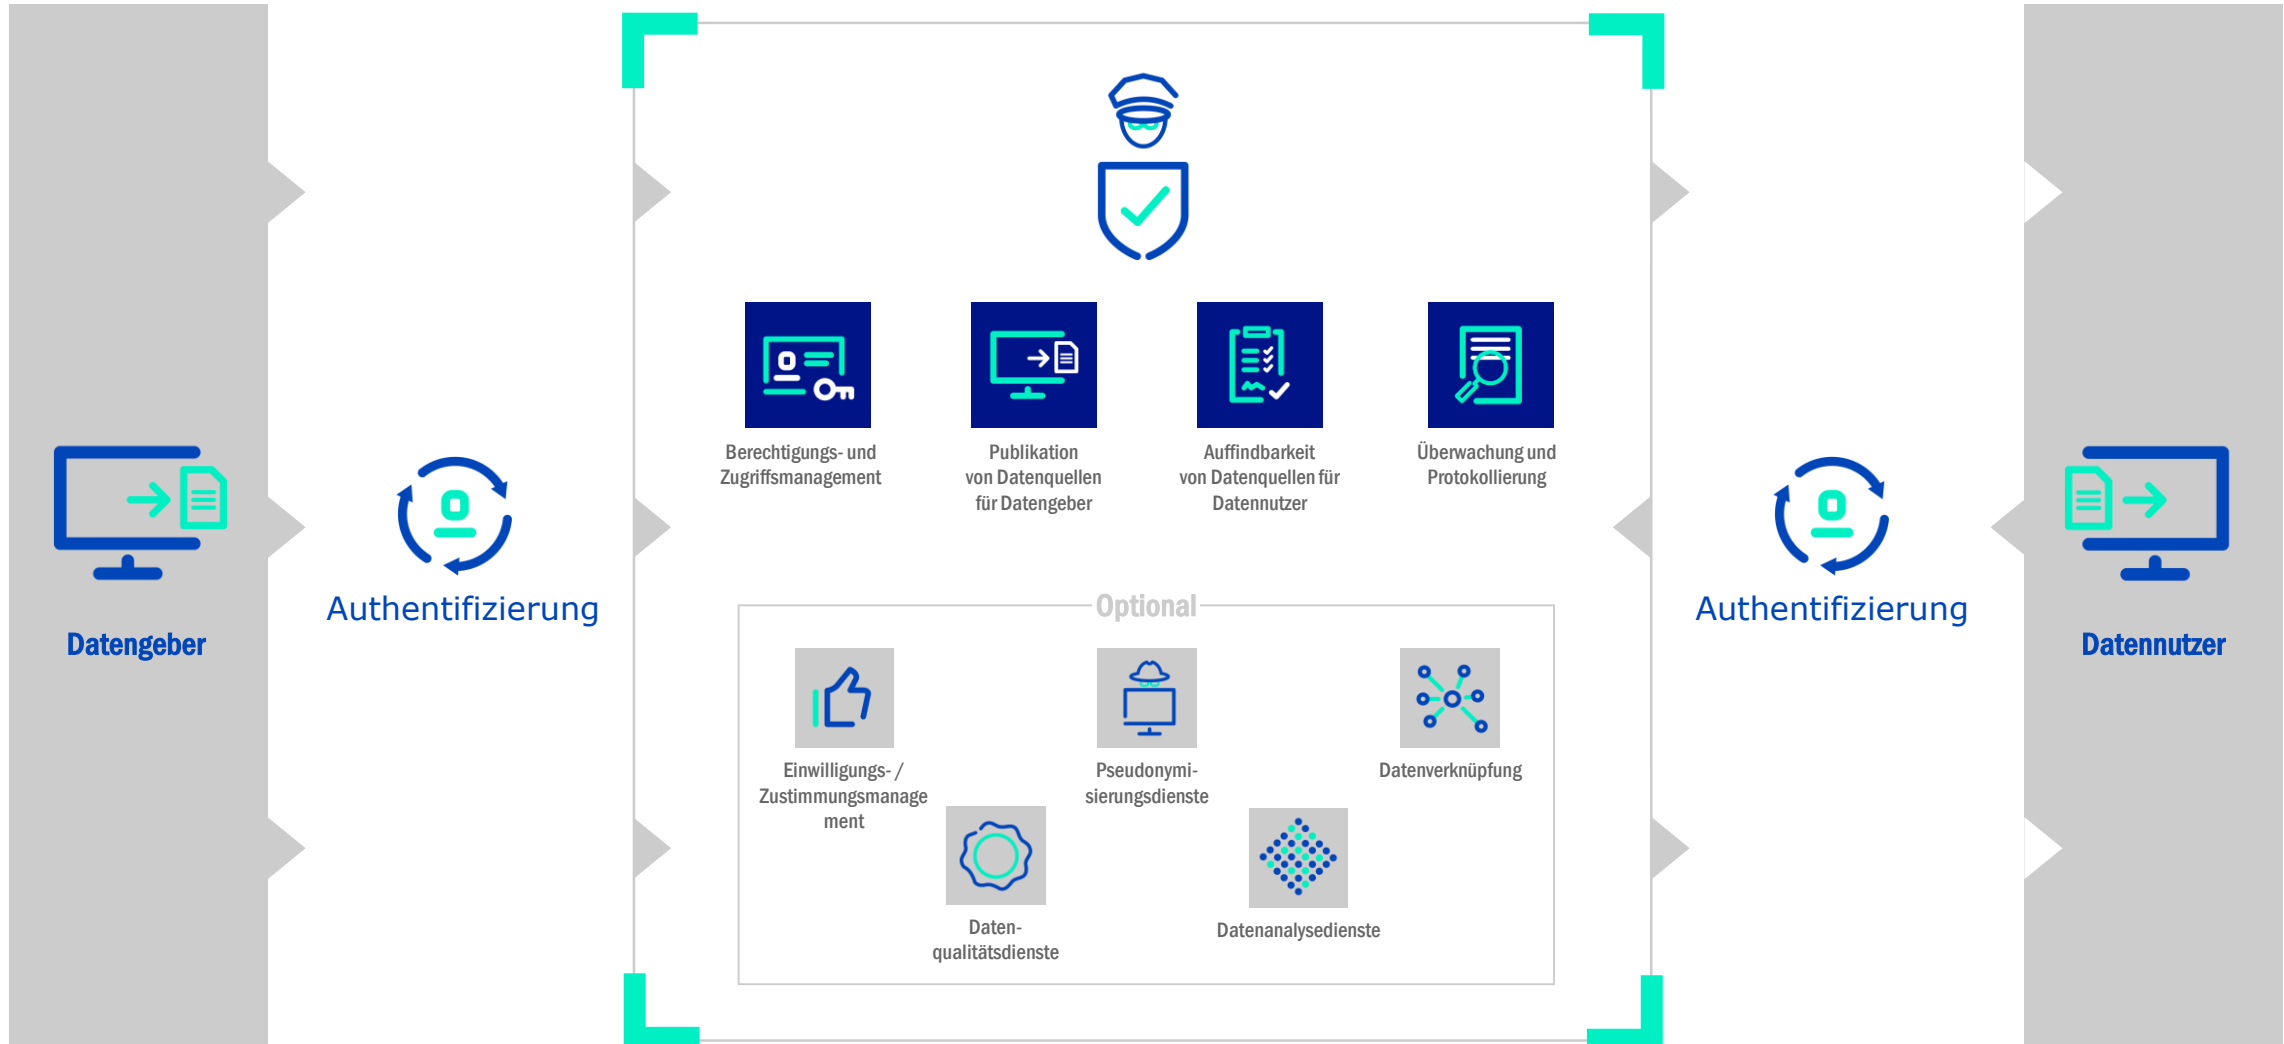 Datengeber
Authentifizierung
Berechtigungs- und
Zugriffsmanagement
Publikation
von Datenquellen
für Datengeber
Auffindbarkeit
von Datenquellen für
Datennutzer
Überwachung und
Protokollierung
Optional
Einwilligungs- /
Zustimmungsmanage
ment
Pseudonymi-
sierungsdienste
Datenverknüpfung
Daten-
qualitätsdienste
Datenanalysedienste
Authentifizierung
Datennutzer